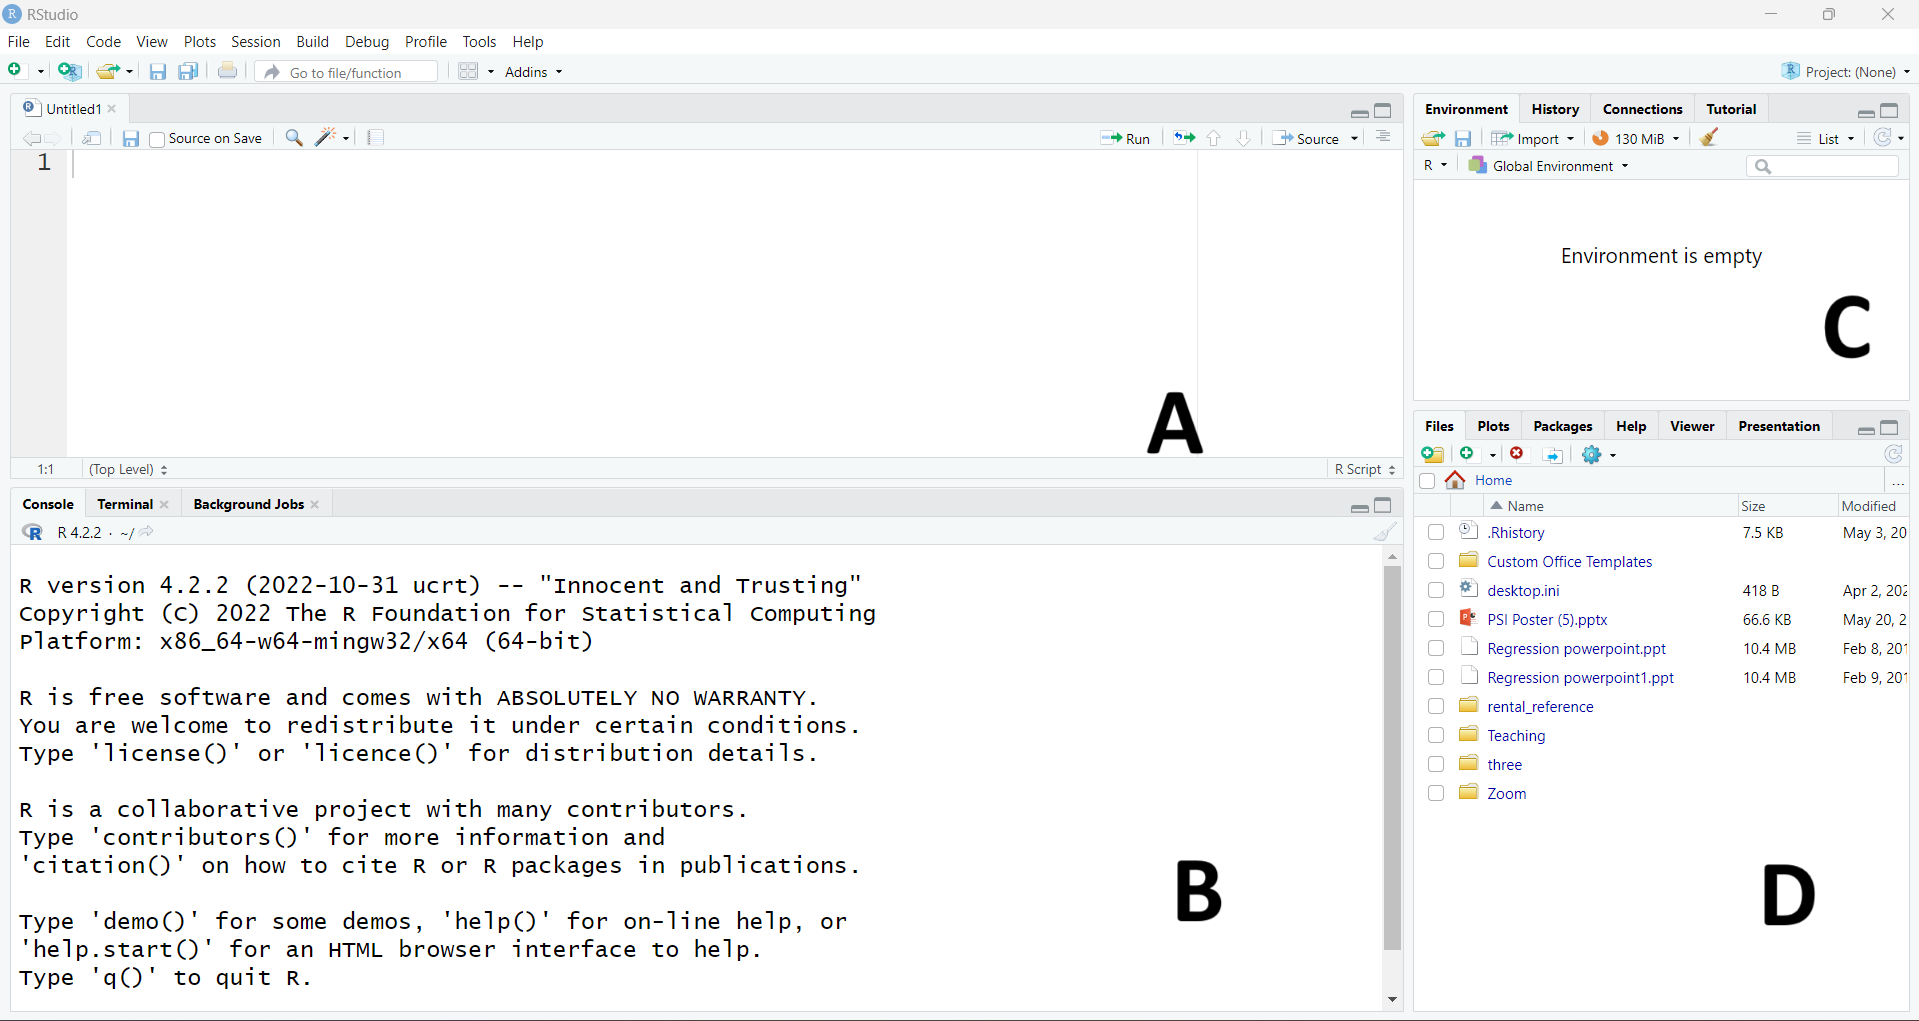 RStudio
File Edit Code View Plots Session Build Debug Profile Tools Help
Go to file/function Addins Project: (None)
Untitled1
Source on Save Run Source
1
A
1:1 (Top Level) R Script
Console Terminal Background Jobs
R 4.2.2 · ~/
R version 4.2.2 (2022-10-31 ucrt) -- "Innocent and Trusting"
Copyright (C) 2022 The R Foundation for Statistical Computing
Platform: x86_64-w64-mingw32/x64 (64-bit)
R is free software and comes with ABSOLUTELY NO WARRANTY.
You are welcome to redistribute it under certain conditions.
Type 'license()' or 'licence()' for distribution details.
R is a collaborative project with many contributors.
Type 'contributors()' for more information and
'citation()' on how to cite R or R packages in publications.
Type 'demo()' for some demos, 'help()' for on-line help, or
'help.start()' for an HTML browser interface to help.
Type 'q()' to quit R.
B
Environment History Connections Tutorial
Import 130 MiB List
R Global Environment
Environment is empty
C
Files Plots Packages Help Viewer Presentation
Home ...
Name Size Modified
.Rhistory 7.5 KB May 3, 20
Custom Office Templates
desktop.ini 418 B Apr 2, 202
PSI Poster (5).pptx 66.6 KB May 20, 2
Regression powerpoint.ppt 10.4 MB Feb 8, 201
Regression powerpoint1.ppt 10.4 MB Feb 9, 201
rental_reference
Teaching
three
Zoom
D